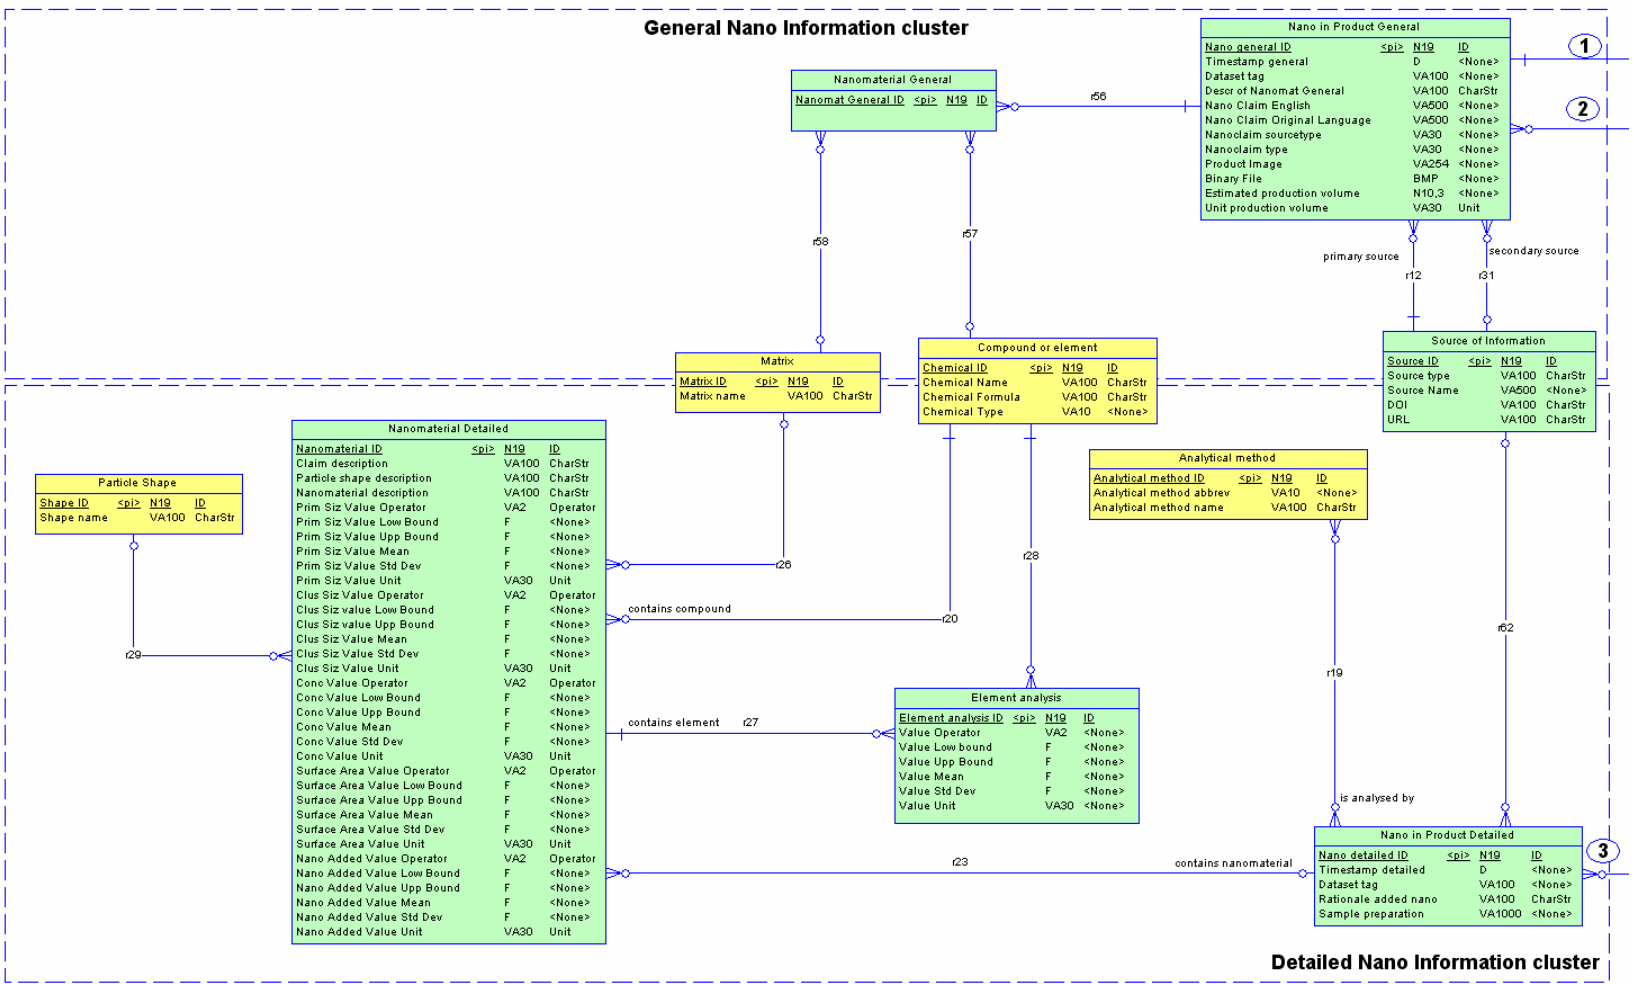 General Nano Information cluster
Nano in Product General
Nano general ID <pi> N19 ID
Timestamp general D <None>
Dataset tag VA100 <None>
Descr of Nanomat General VA100 CharStr
Nano Claim English VA500 <None>
Nano Claim Original Language VA500 <None>
Nanoclaim sourcetype VA30 <None>
Nanoclaim type VA30 <None>
Product Image VA254 <None>
Binary File BMP <None>
Estimated production volume N10,3 <None>
Unit production volume VA30 Unit
1
2
Nanomaterial General
Nanomat General ID <pi> N19 ID
r56
r58
r57
primary source
secondary source
r12
r31
Matrix
Matrix ID <pi> N19 ID
Matrix name VA100 CharStr
Compound or element
Chemical ID <pi> N19 ID
Chemical Name VA100 CharStr
Chemical Formula VA100 CharStr
Chemical Type VA10 <None>
Source of Information
Source ID <pi> N19 ID
Source type VA100 CharStr
Source Name VA500 <None>
DOI VA100 CharStr
URL VA100 CharStr
Particle Shape
Shape ID <pi> N19 ID
Shape name VA100 CharStr
r29
Nanomaterial Detailed
Nanomaterial ID <pi> N19 ID
Claim description VA100 CharStr
Particle shape description VA100 CharStr
Nanomaterial description VA100 CharStr
Prim Siz Value Operator VA2 Operator
Prim Siz Value Low Bound F <None>
Prim Siz Value Upp Bound F <None>
Prim Siz Value Mean F <None>
Prim Siz Value Std Dev F <None>
Prim Siz Value Unit VA30 Unit
Clus Siz Value Operator VA2 Operator
Clus Siz value Low Bound F <None>
Clus Siz value Upp Bound F <None>
Clus Siz Value Mean F <None>
Clus Siz Value Std Dev F <None>
Clus Siz Value Unit VA30 Unit
Conc Value Operator VA2 Operator
Conc Value Low Bound F <None>
Conc Value Upp Bound F <None>
Conc Value Mean F <None>
Conc Value Std Dev F <None>
Conc Value Unit VA30 Unit
Surface Area Value Operator VA2 Operator
Surface Area Value Low Bound F <None>
Surface Area Value Upp Bound F <None>
Surface Area Value Mean F <None>
Surface Area Value Std Dev F <None>
Surface Area Value Unit VA30 Unit
Nano Added Value Operator VA2 Operator
Nano Added Value Low Bound F <None>
Nano Added Value Upp Bound F <None>
Nano Added Value Mean F <None>
Nano Added Value Std Dev F <None>
Nano Added Value Unit VA30 Unit
Analytical method
Analytical method ID <pi> N19 ID
Analytical method abbrev VA10 <None>
Analytical method name VA100 CharStr
r26
r28
contains compound
r20
r62
r19
contains element r27
Element analysis
Element analysis ID <pi> N19 ID
Value Operator VA2 <None>
Value Low bound F <None>
Value Upp Bound F <None>
Value Mean F <None>
Value Std Dev F <None>
Value Unit VA30 <None>
is analysed by
r23
contains nanomaterial
Nano in Product Detailed
Nano detailed ID <pi> N19 ID
Timestamp detailed D <None>
Dataset tag VA100 <None>
Rationale added nano VA100 CharStr
Sample preparation VA1000 <None>
3
Detailed Nano Information cluster